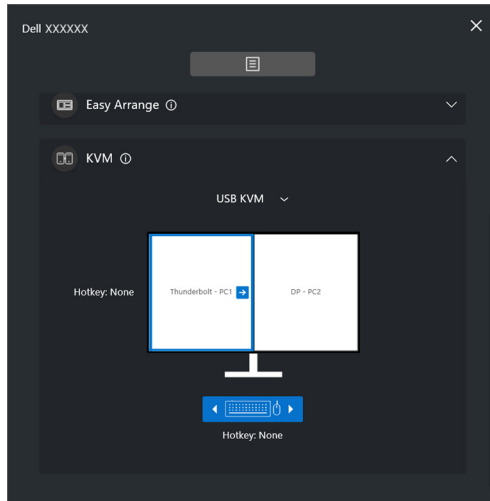 Dell XXXXXX
Easy Arrange
KVM
USB KVM
Hotkey: None
Thunderbolt - PC1
DP - PC2
Hotkey: None